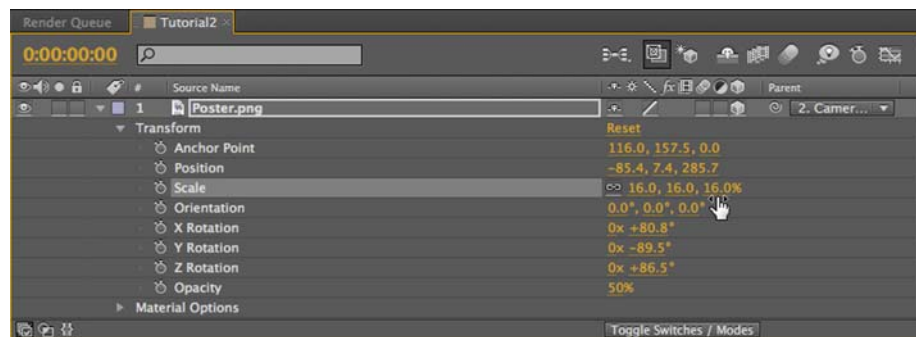 Render Queue Tutorial2 ×
0:00:00:00
# Source Name fx Parent
1 Poster.png 2. Camer...
Transform Reset
Anchor Point 116.0, 157.5, 0.0
Position -85.4, 7.4, 285.7
Scale 16.0, 16.0, 16.0%
Orientation 0.0°, 0.0°, 0.0°
X Rotation 0x +80.8°
Y Rotation 0x -89.5°
Z Rotation 0x +86.5°
Opacity 50%
Material Options
Toggle Switches / Modes